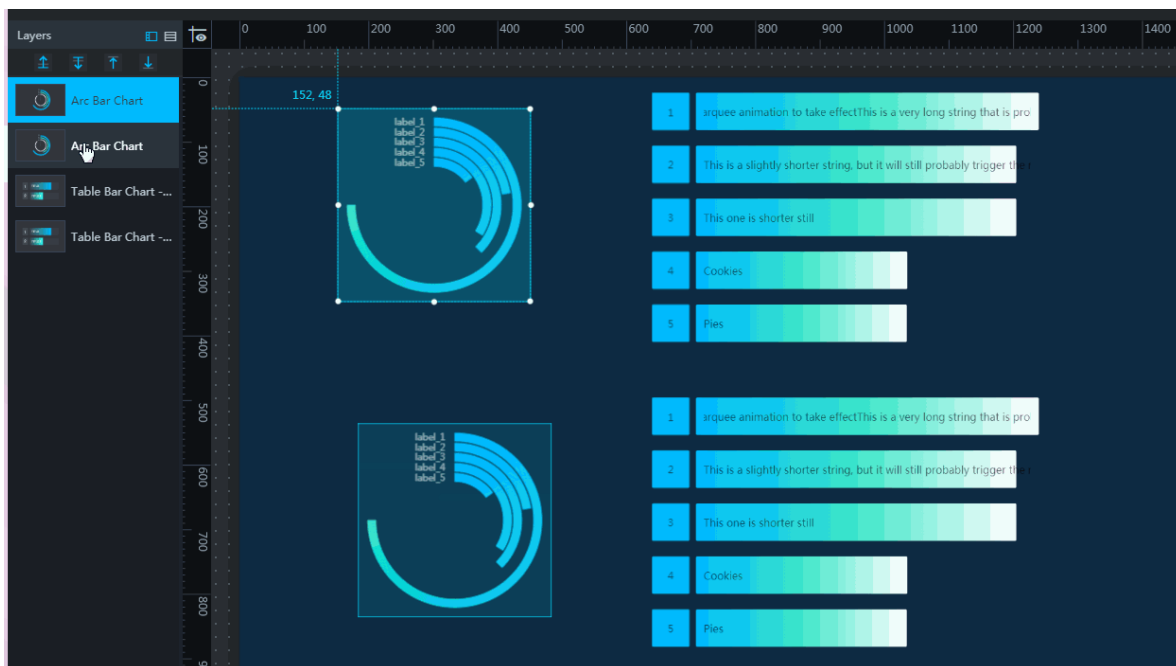 Layers
0 100 200 300 400 500 600 700 800 900 1000 1100 1200 1300 1400
Arc Bar Chart
Arc Bar Chart
Table Bar Chart -...
Table Bar Chart -...
0
100
200
300
400
500
600
700
800
152, 48
label_1
label_2
label_3
label_4
label_5
1 arquee animation to take effectThis is a very long string that is pro
2 This is a slightly shorter string, but it will still probably trigger the
3 This one is shorter still
4 Cookies
5 Pies
label_1
label_2
label_3
label_4
label_5
1 arquee animation to take effectThis is a very long string that is pro
2 This is a slightly shorter string, but it will still probably trigger the
3 This one is shorter still
4 Cookies
5 Pies